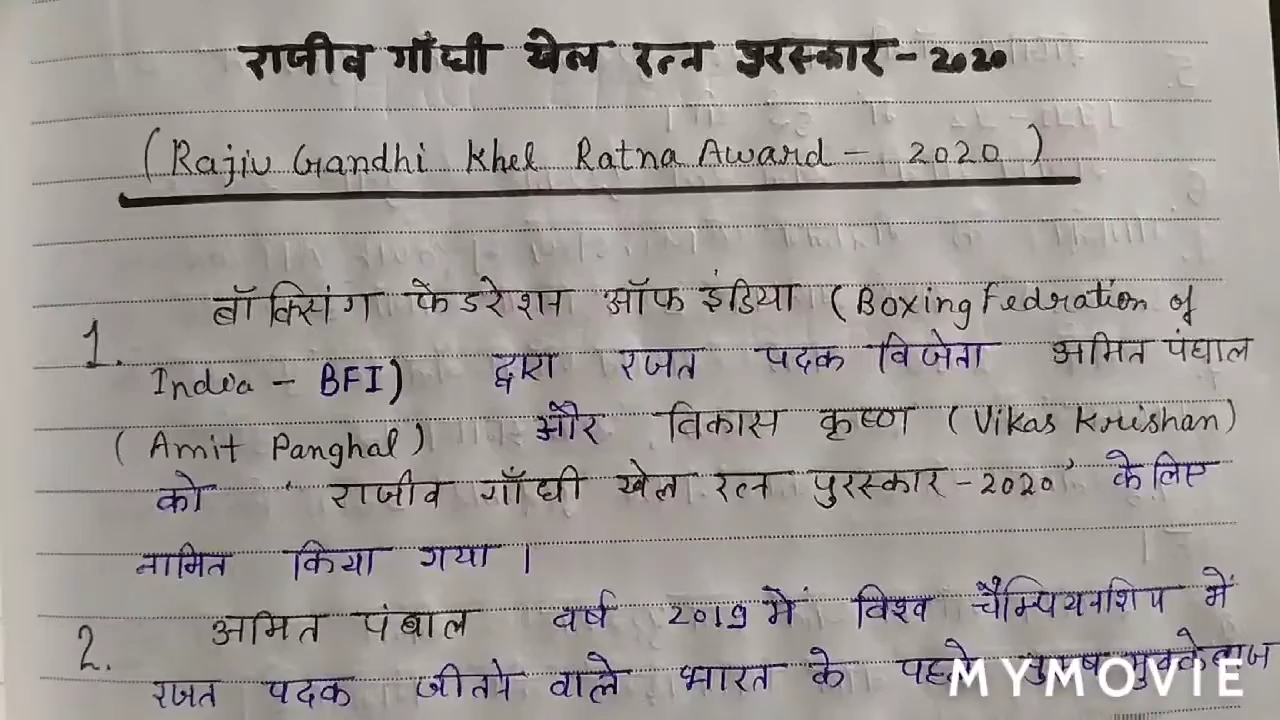 राजीव गाँधी खेल रत्न पुरस्कार - 2020
(Rajiv Gandhi Khel Ratna Award - 2020)
बॉक्सिंग फेडरेशन ऑफ इंडिया (Boxing Fedration of
1.
India - BFI) द्वारा रजत पदक विजेता अमित पंघाल
(Amit Panghal) और विकास कृष्ण (Vikas Krishan)
को 'राजीव गाँधी खेल रत्न पुरस्कार - 2020' के लिए
नामित किया गया ।
अमित पंघाल वर्ष 2019 में विश्व चैम्पियनशिप में
2.
रजत पदक जीतने वाले भारत के पहले पुरुष मुक्केबाज
MYMOVIE